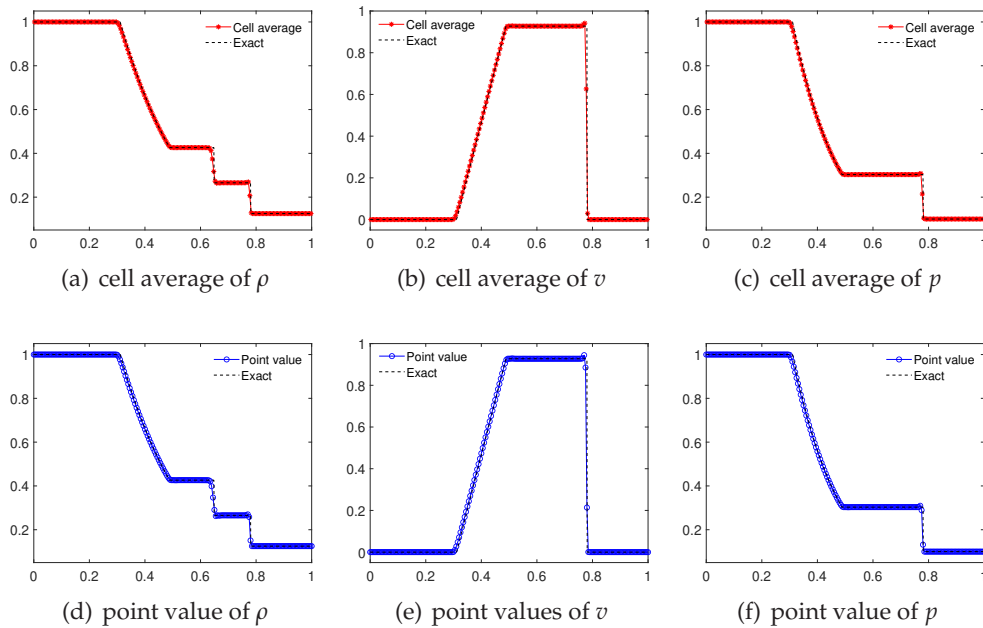 Cell average
Exact
1
0.8
0.6
0.4
0.2
0 0.2 0.4 0.6 0.8 1
(a) cell average of ρ
Cell average
Exact
1
0.8
0.6
0.4
0.2
0
0 0.2 0.4 0.6 0.8 1
(b) cell average of v
Cell average
Exact
1
0.8
0.6
0.4
0.2
0 0.2 0.4 0.6 0.8 1
(c) cell average of p
Point value
Exact
1
0.8
0.6
0.4
0.2
0 0.2 0.4 0.6 0.8 1
(d) point value of ρ
Point value
Exact
1
0.8
0.6
0.4
0.2
0
0 0.2 0.4 0.6 0.8 1
(e) point values of v
Point value
Exact
1
0.8
0.6
0.4
0.2
0 0.2 0.4 0.6 0.8 1
(f) point value of p